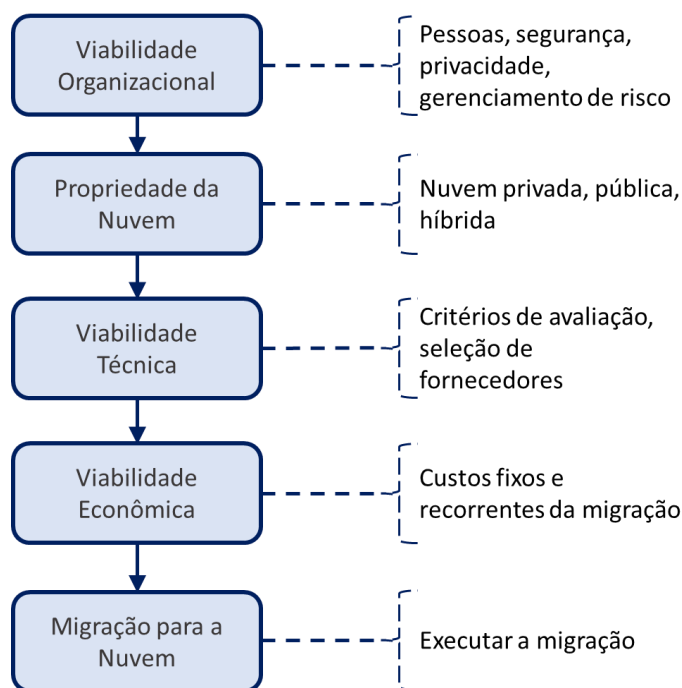 Viabilidade
Organizacional
Pessoas, segurança,
privacidade,
gerenciamento de risco
Propriedade da
Nuvem
Nuvem privada, pública,
híbrida
Viabilidade
Técnica
Critérios de avaliação,
seleção de
fornecedores
Viabilidade
Econômica
Custos fixos e
recorrentes da migração
Migração para a
Nuvem
Executar a migração